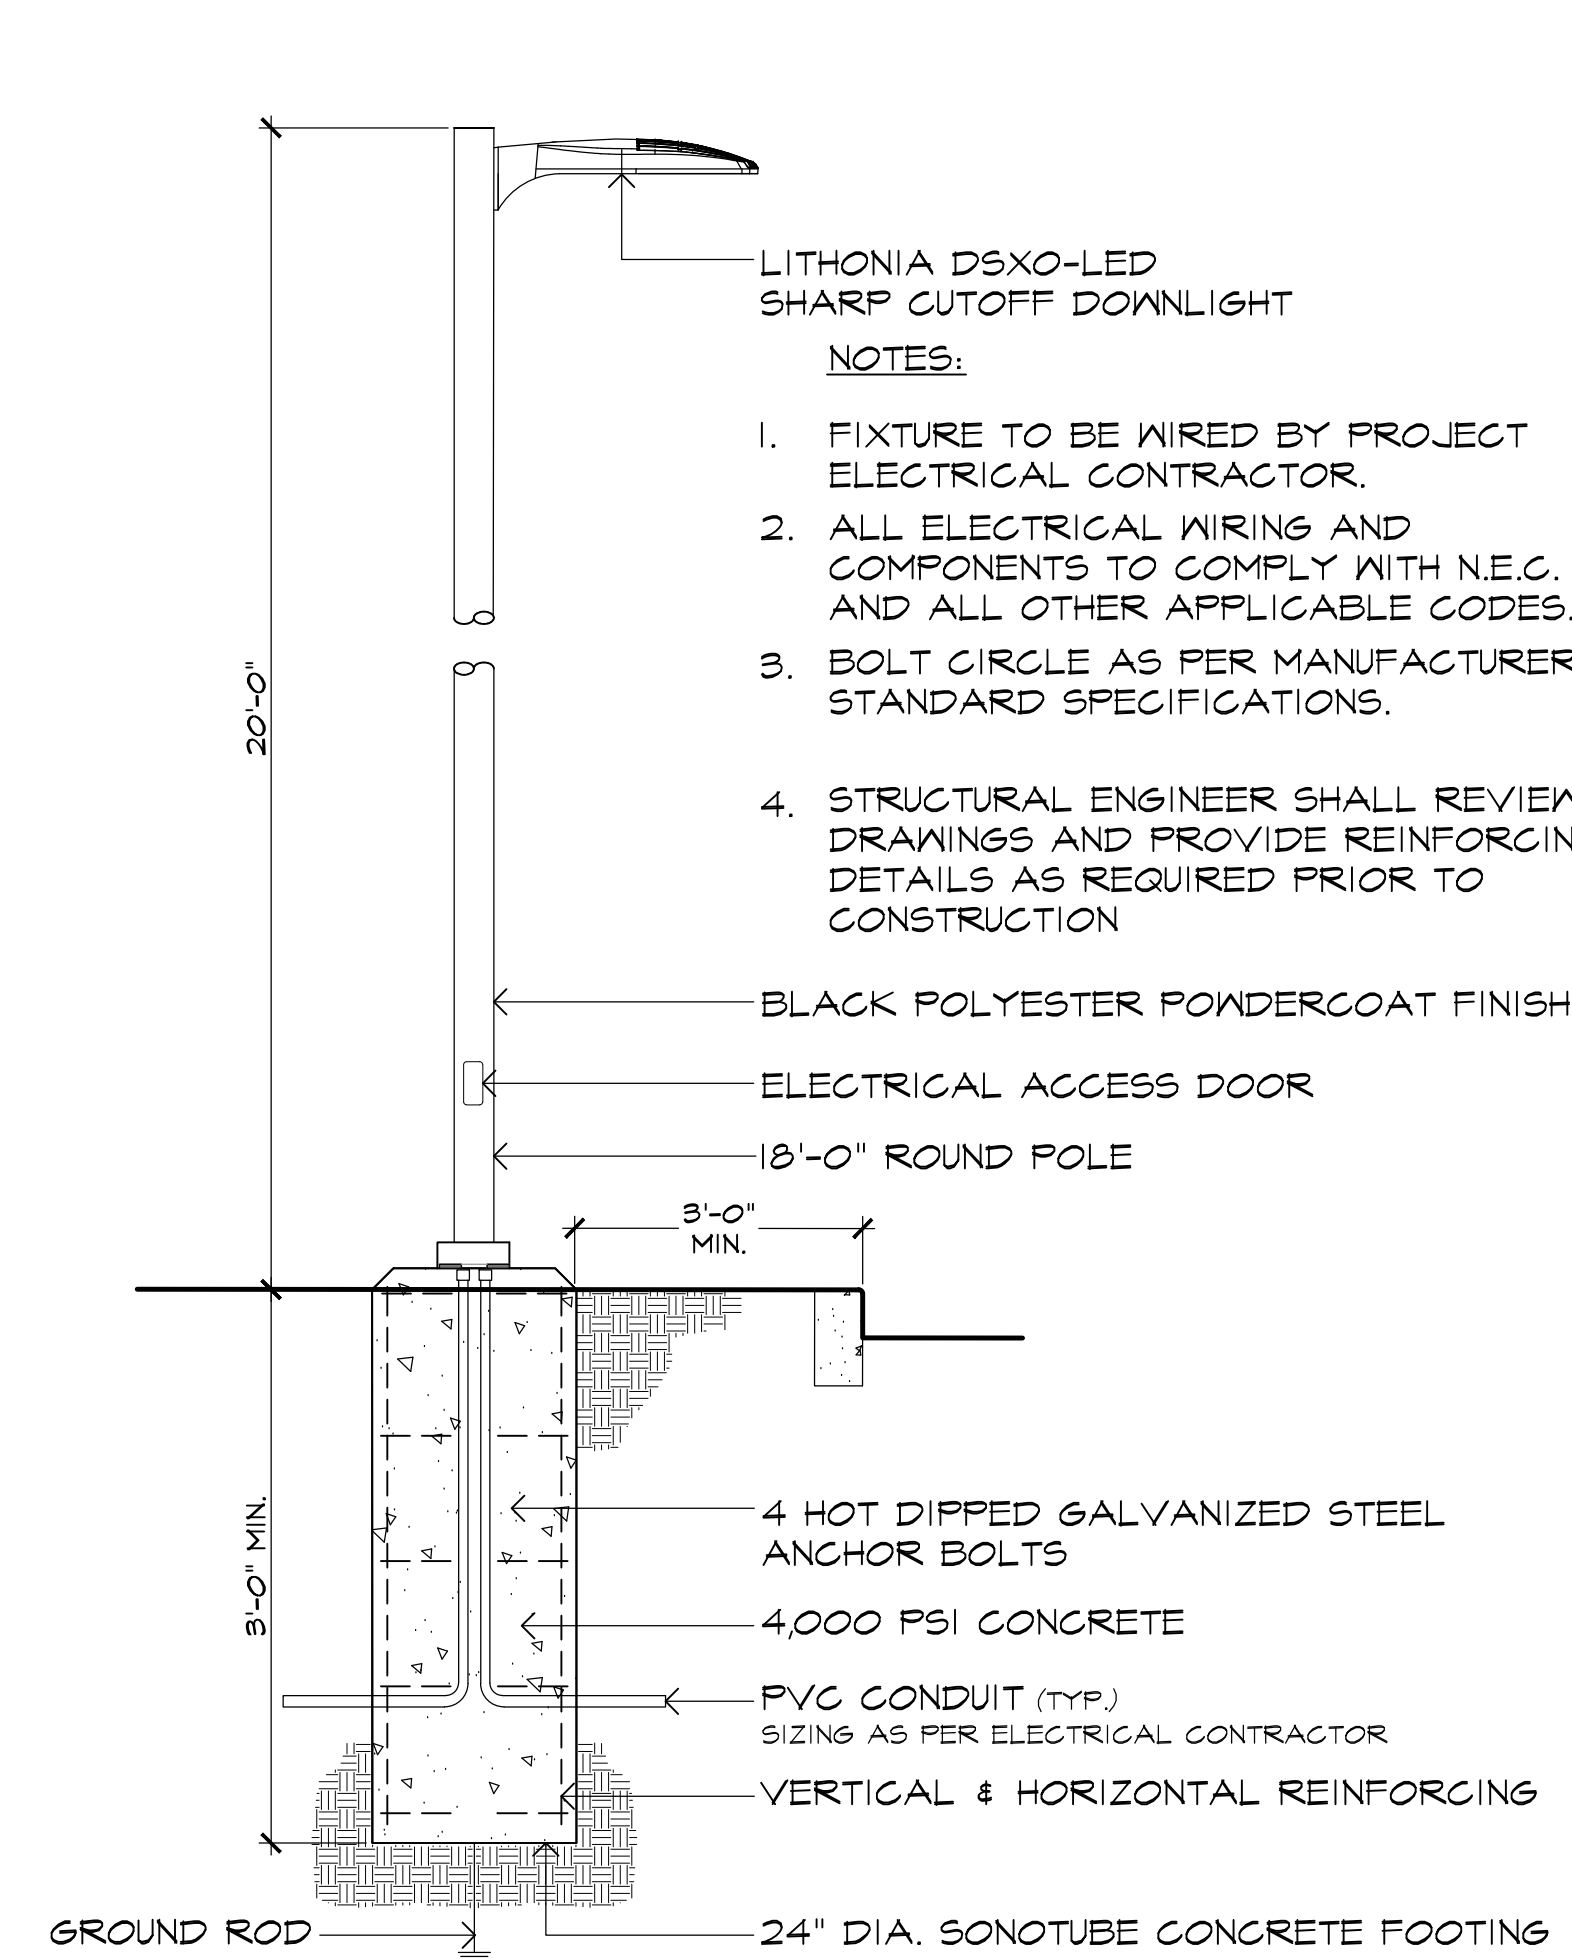 LITHONIA DSXO-LED
SHARP CUTOFF DOWNLIGHT
NOTES:
1. FIXTURE TO BE WIRED BY PROJECT
ELECTRICAL CONTRACTOR.
2. ALL ELECTRICAL WIRING AND
COMPONENTS TO COMPLY WITH N.E.C.
AND ALL OTHER APPLICABLE CODES.
3. BOLT CIRCLE AS PER MANUFACTURER
STANDARD SPECIFICATIONS.
20'-0"
4. STRUCTURAL ENGINEER SHALL REVIEW
DRAWINGS AND PROVIDE REINFORCIN
DETAILS AS REQUIRED PRIOR TO
CONSTRUCTION
BLACK POLYESTER POWDERCOAT FINISH
ELECTRICAL ACCESS DOOR
18'-0" ROUND POLE
3'-0"
MIN.
3'-0" MIN.
4 HOT DIPPED GALVANIZED STEEL
ANCHOR BOLTS
4,000 PSI CONCRETE
PVC CONDUIT (TYP.)
SIZING AS PER ELECTRICAL CONTRACTOR
VERTICAL & HORIZONTAL REINFORCING
GROUND ROD
24" DIA. SONOTUBE CONCRETE FOOTING